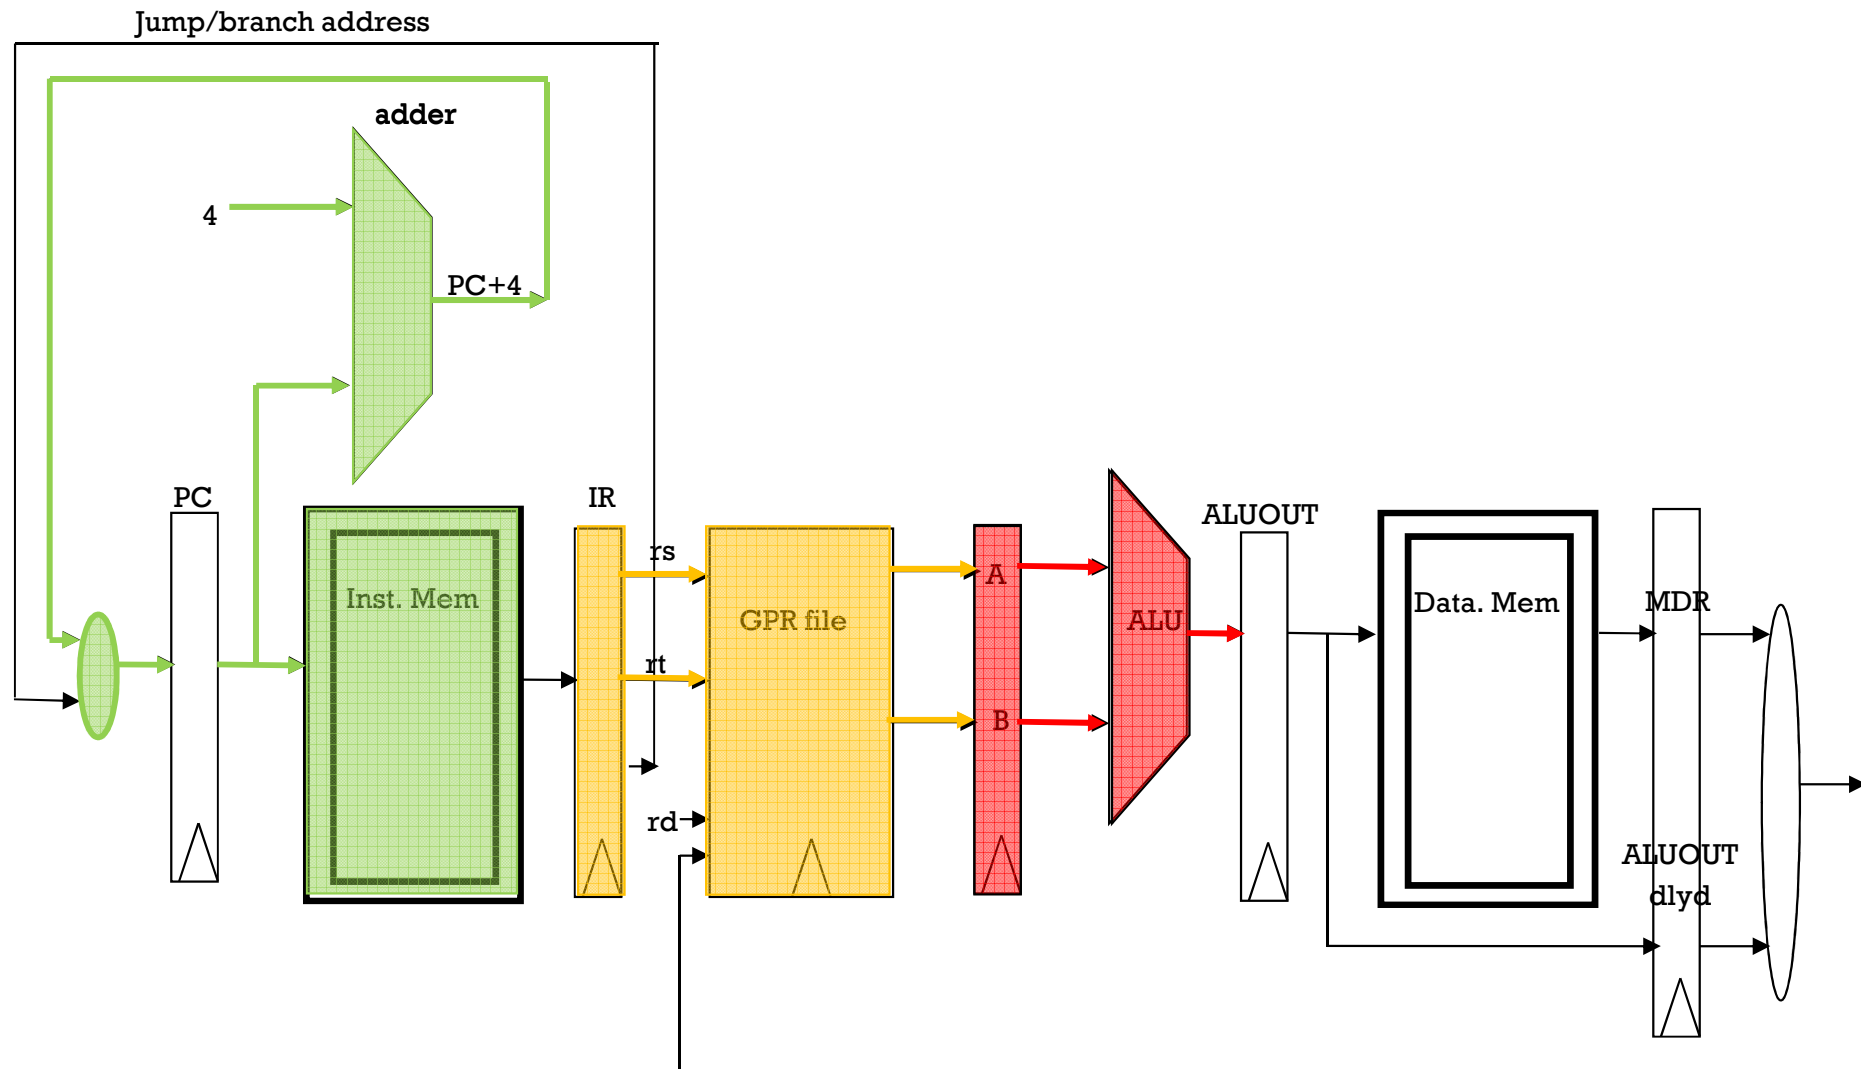 Jump/branch address
adder
4
PC+4
PC
IR
ALUOUT
rs
A
Inst. Mem
GPR file
ALU
Data. Mem
MDR
rt
B
rd
ALUOUT
dlyd